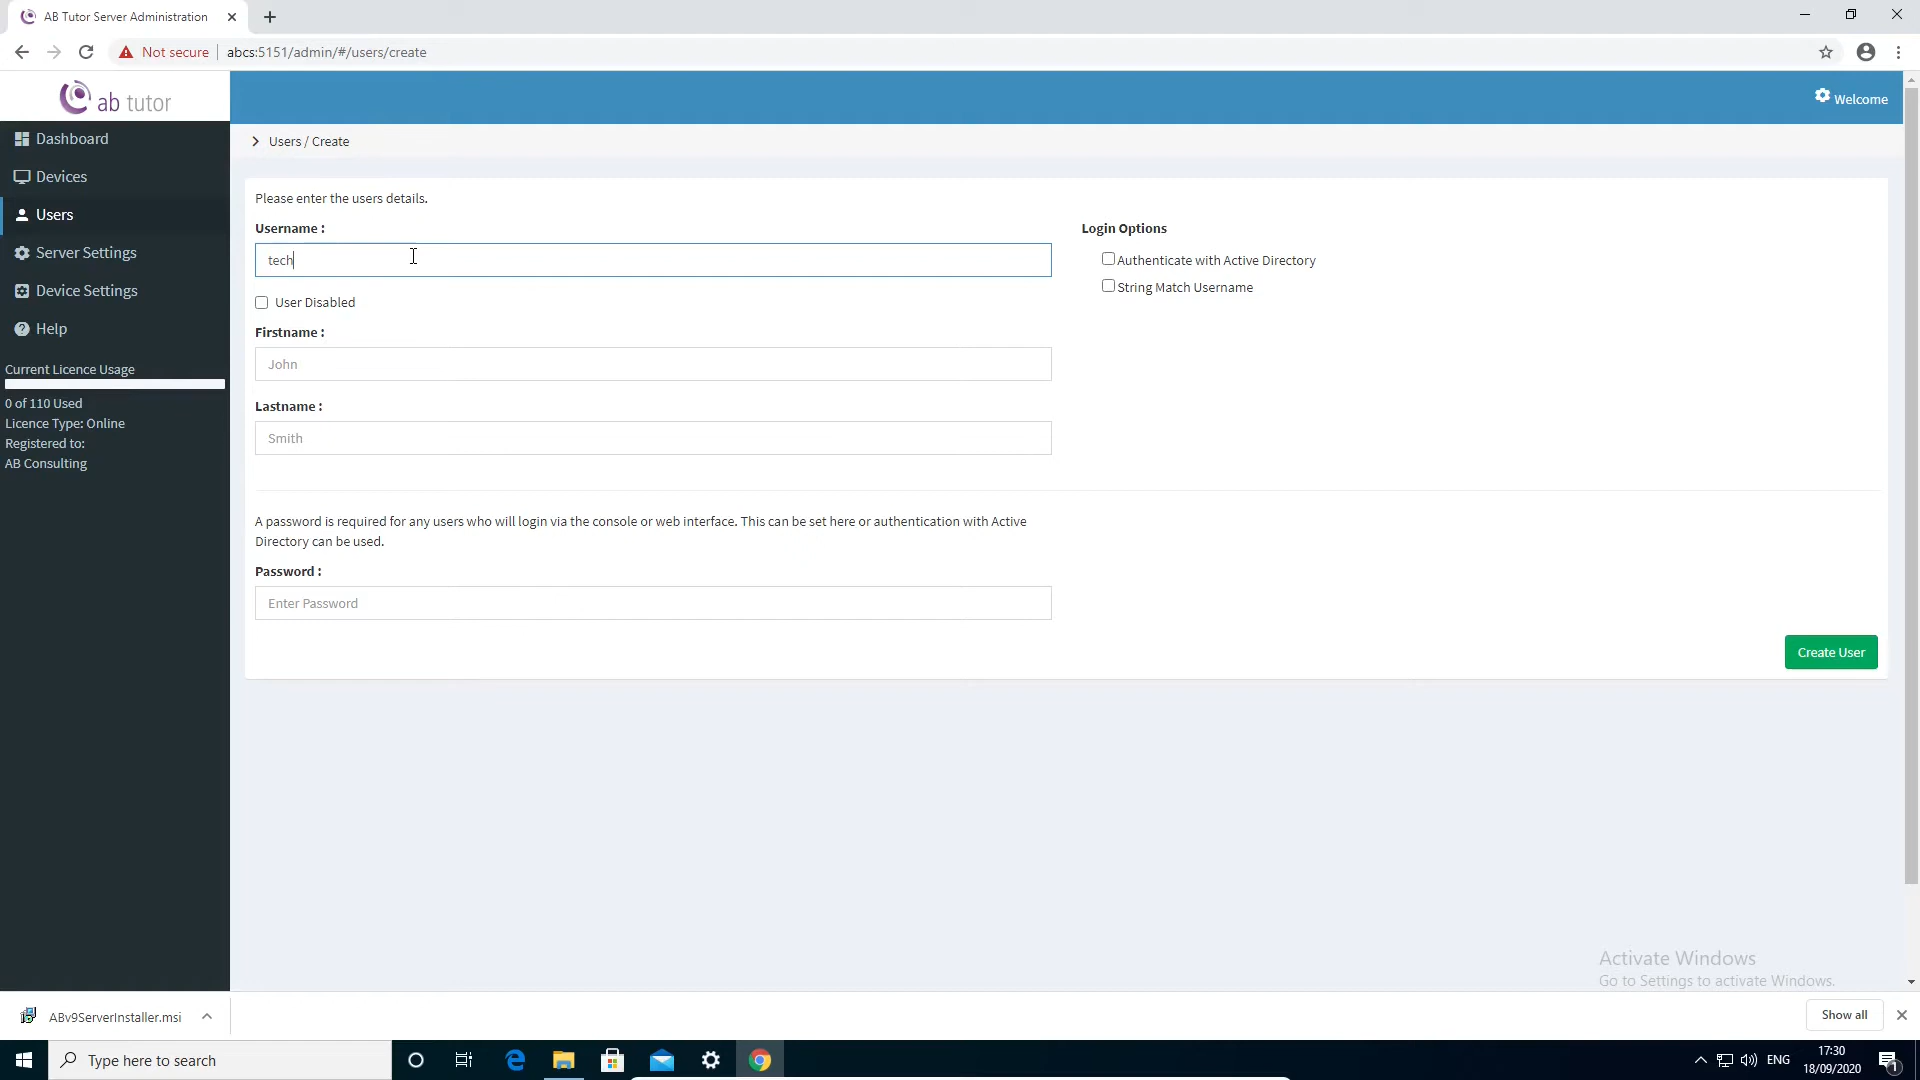 AB Tutor Server Administration
Not secure
abcs:5151/admin/#/users/create
ab tutor
Welcome
Dashboard
Devices
Users
Server Settings
Device Settings
Help
Current Licence Usage
0 of 110 Used
Licence Type: Online
Registered to:
AB Consulting
Users / Create
Please enter the users details.
Username :
tech
User Disabled
Firstname :
John
Lastname :
Smith
Login Options
Authenticate with Active Directory
String Match Username
A password is required for any users who will login via the console or web interface. This can be set here or authentication with Active
Directory can be used.
Password :
Enter Password
Create User
Activate Windows
Go to Settings to activate Windows.
ABv9ServerInstaller.msi
Show all
Type here to search
ENG
17:30
18/09/2020
1